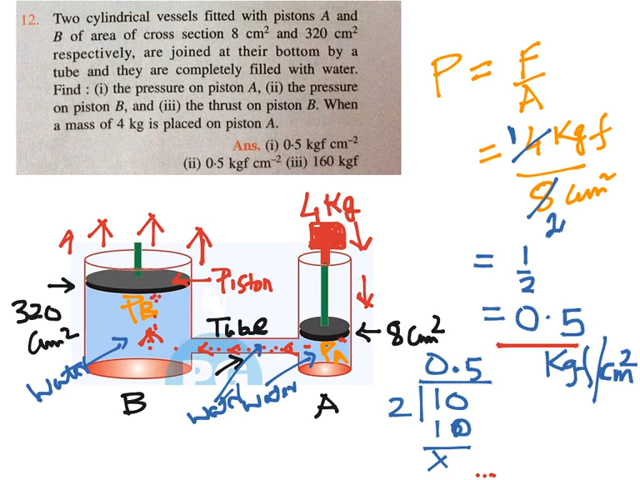 12. Two cylindrical vessels fitted with pistons A and
B of area of cross section 8 cm² and 320 cm²
respectively, are joined at their bottom by a
tube and they are completely filled with water.
Find : (i) the pressure on piston A, (ii) the pressure
on piston B, and (iii) the thrust on piston B. When
a mass of 4 kg is placed on piston A.
Ans. (i) 0·5 kgf cm⁻²
(ii) 0·5 kgf cm⁻² (iii) 160 kgf
P = F/A
= 4 Kgf / 8 cm²
1
2
= 1/2
= 0.5
Kgf/cm²
4 Kg
Piston
PB
320
cm²
Tube
8 cm²
PA
Water
Water
Water
B
A
0.5
2 10
10
x
...